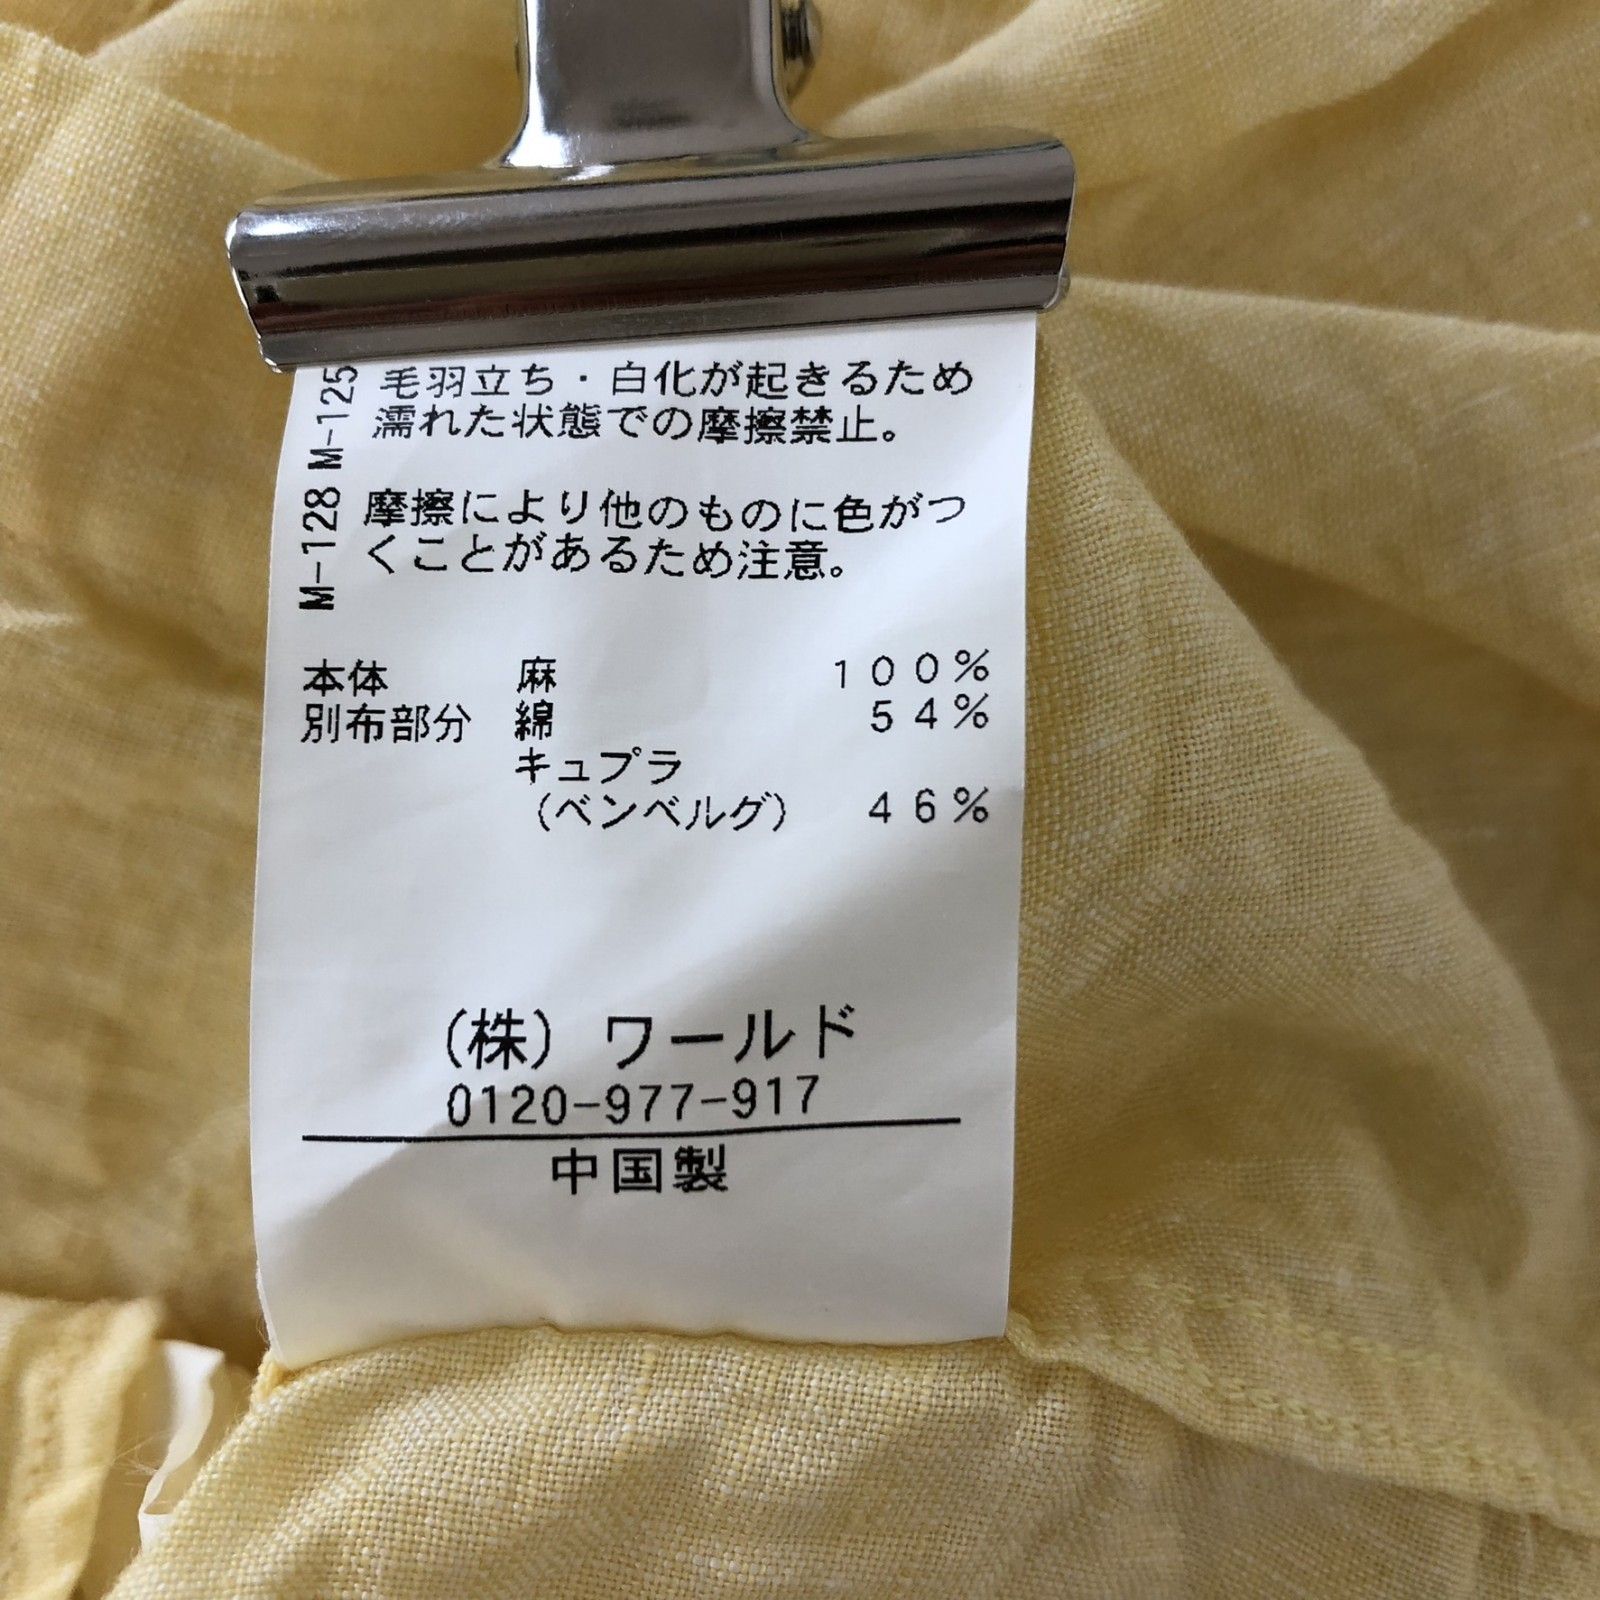 M-125
毛羽立ち・白化が起きるため
濡れた状態での摩擦禁止。
M-128
摩擦により他のものに色がつ
くことがあるため注意。
本体 麻 100%
別布部分 綿 54%
キュプラ
(ベンベルグ) 46%
(株) ワールド
0120-977-917
中国製